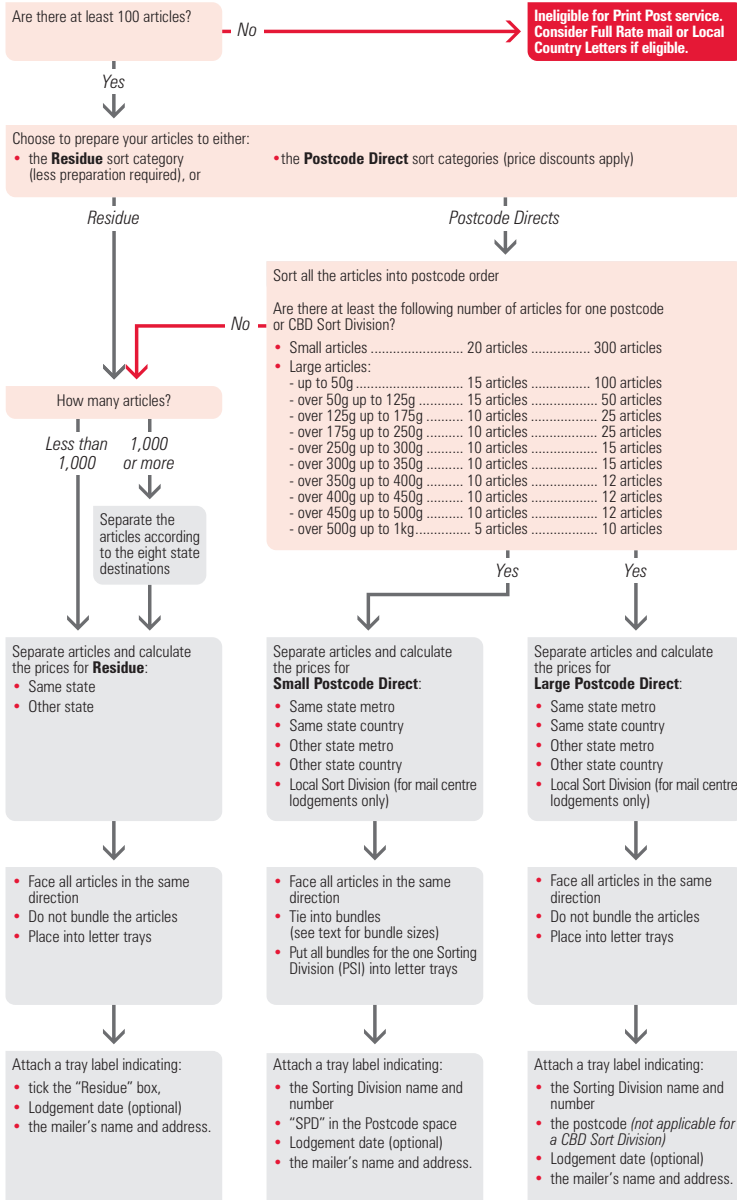 Are there at least 100 articles?
No
Ineligible for Print Post service.
Consider Full Rate mail or Local
Country Letters if eligible.
Yes
Choose to prepare your articles to either:
• the Residue sort category
(less preparation required), or
• the Postcode Direct sort categories (price discounts apply)
Residue
Postcode Directs
Sort all the articles into postcode order
Are there at least the following number of articles for one postcode
or CBD Sort Division?
No
• Small articles ......................... 20 articles ................ 300 articles
• Large articles:
- up to 50g ............................. 15 articles .................. 100 articles
- over 50g up to 125g ............. 15 articles .................... 50 articles
- over 125g up to 175g .......... 10 articles .................... 25 articles
- over 175g up to 250g .......... 10 articles .................... 25 articles
- over 250g up to 300g .......... 10 articles .................... 15 articles
- over 300g up to 350g .......... 10 articles .................... 15 articles
- over 350g up to 400g .......... 10 articles .................... 12 articles
- over 400g up to 450g .......... 10 articles .................... 12 articles
- over 450g up to 500g .......... 10 articles .................... 12 articles
- over 500g up to 1kg............... 5 articles .................. 10 articles
How many articles?
Less than
1,000
1,000
or more
Separate the
articles according
to the eight state
destinations
Yes
Yes
Separate articles and calculate
the prices for Residue:
• Same state
• Other state
Separate articles and calculate
the prices for
Small Postcode Direct:
• Same state metro
• Same state country
• Other state metro
• Other state country
• Local Sort Division (for mail centre
lodgements only)
Separate articles and calculate
the prices for
Large Postcode Direct:
• Same state metro
• Same state country
• Other state metro
• Other state country
• Local Sort Division (for mail centre
lodgements only)
• Face all articles in the same
direction
• Do not bundle the articles
• Place into letter trays
• Face all articles in the same
direction
• Tie into bundles
(see text for bundle sizes)
• Put all bundles for the one Sorting
Division (PSI) into letter trays
• Face all articles in the same
direction
• Do not bundle the articles
• Place into letter trays
Attach a tray label indicating:
• tick the “Residue” box,
• Lodgement date (optional)
• the mailer’s name and address.
Attach a tray label indicating:
• the Sorting Division name and
number
• “SPD” in the Postcode space
• Lodgement date (optional)
• the mailer’s name and address.
Attach a tray label indicating:
• the Sorting Division name and
number
• the postcode (not applicable for
a CBD Sort Division)
• Lodgement date (optional)
• the mailer’s name and address.